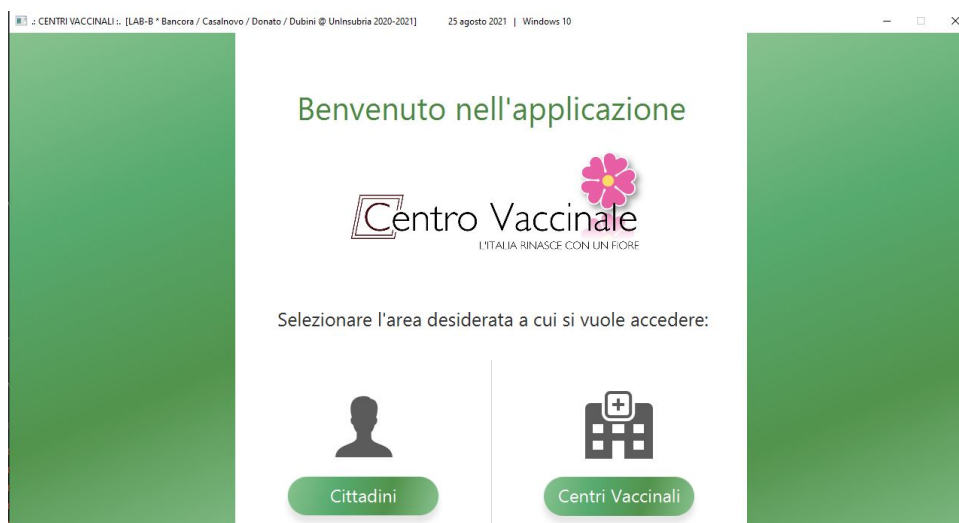 .: CENTRI VACCINALI :. [LAB-B * Bancora / Casalnovo / Donato / Dubini @ UnInsubria 2020-2021] 25 agosto 2021 | Windows 10
Benvenuto nell'applicazione
Centro Vaccinale
L'ITALIA RINASCE CON UN FIORE
Selezionare l'area desiderata a cui si vuole accedere:
Cittadini
Centri Vaccinali